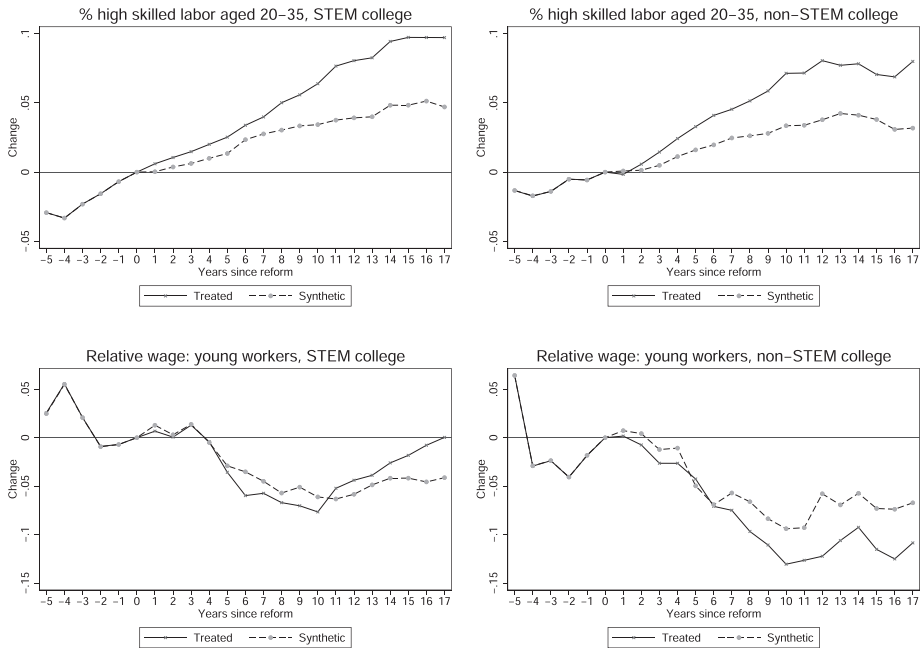 % high skilled labor aged 20−35, STEM college
.1
.05
0
−.05
Change
−5 −4 −3 −2 −1 0 1 2 3 4 5 6 7 8 9 10 11 12 13 14 15 16 17
Years since reform
Treated Synthetic
% high skilled labor aged 20−35, non−STEM college
.1
.05
0
−.05
Change
−5 −4 −3 −2 −1 0 1 2 3 4 5 6 7 8 9 10 11 12 13 14 15 16 17
Years since reform
Treated Synthetic
Relative wage: young workers, STEM college
.05
0
−.05
−.1
−.15
Change
−5 −4 −3 −2 −1 0 1 2 3 4 5 6 7 8 9 10 11 12 13 14 15 16 17
Years since reform
Treated Synthetic
Relative wage: young workers, non−STEM college
.05
0
−.05
−.1
−.15
Change
−5 −4 −3 −2 −1 0 1 2 3 4 5 6 7 8 9 10 11 12 13 14 15 16 17
Years since reform
Treated Synthetic